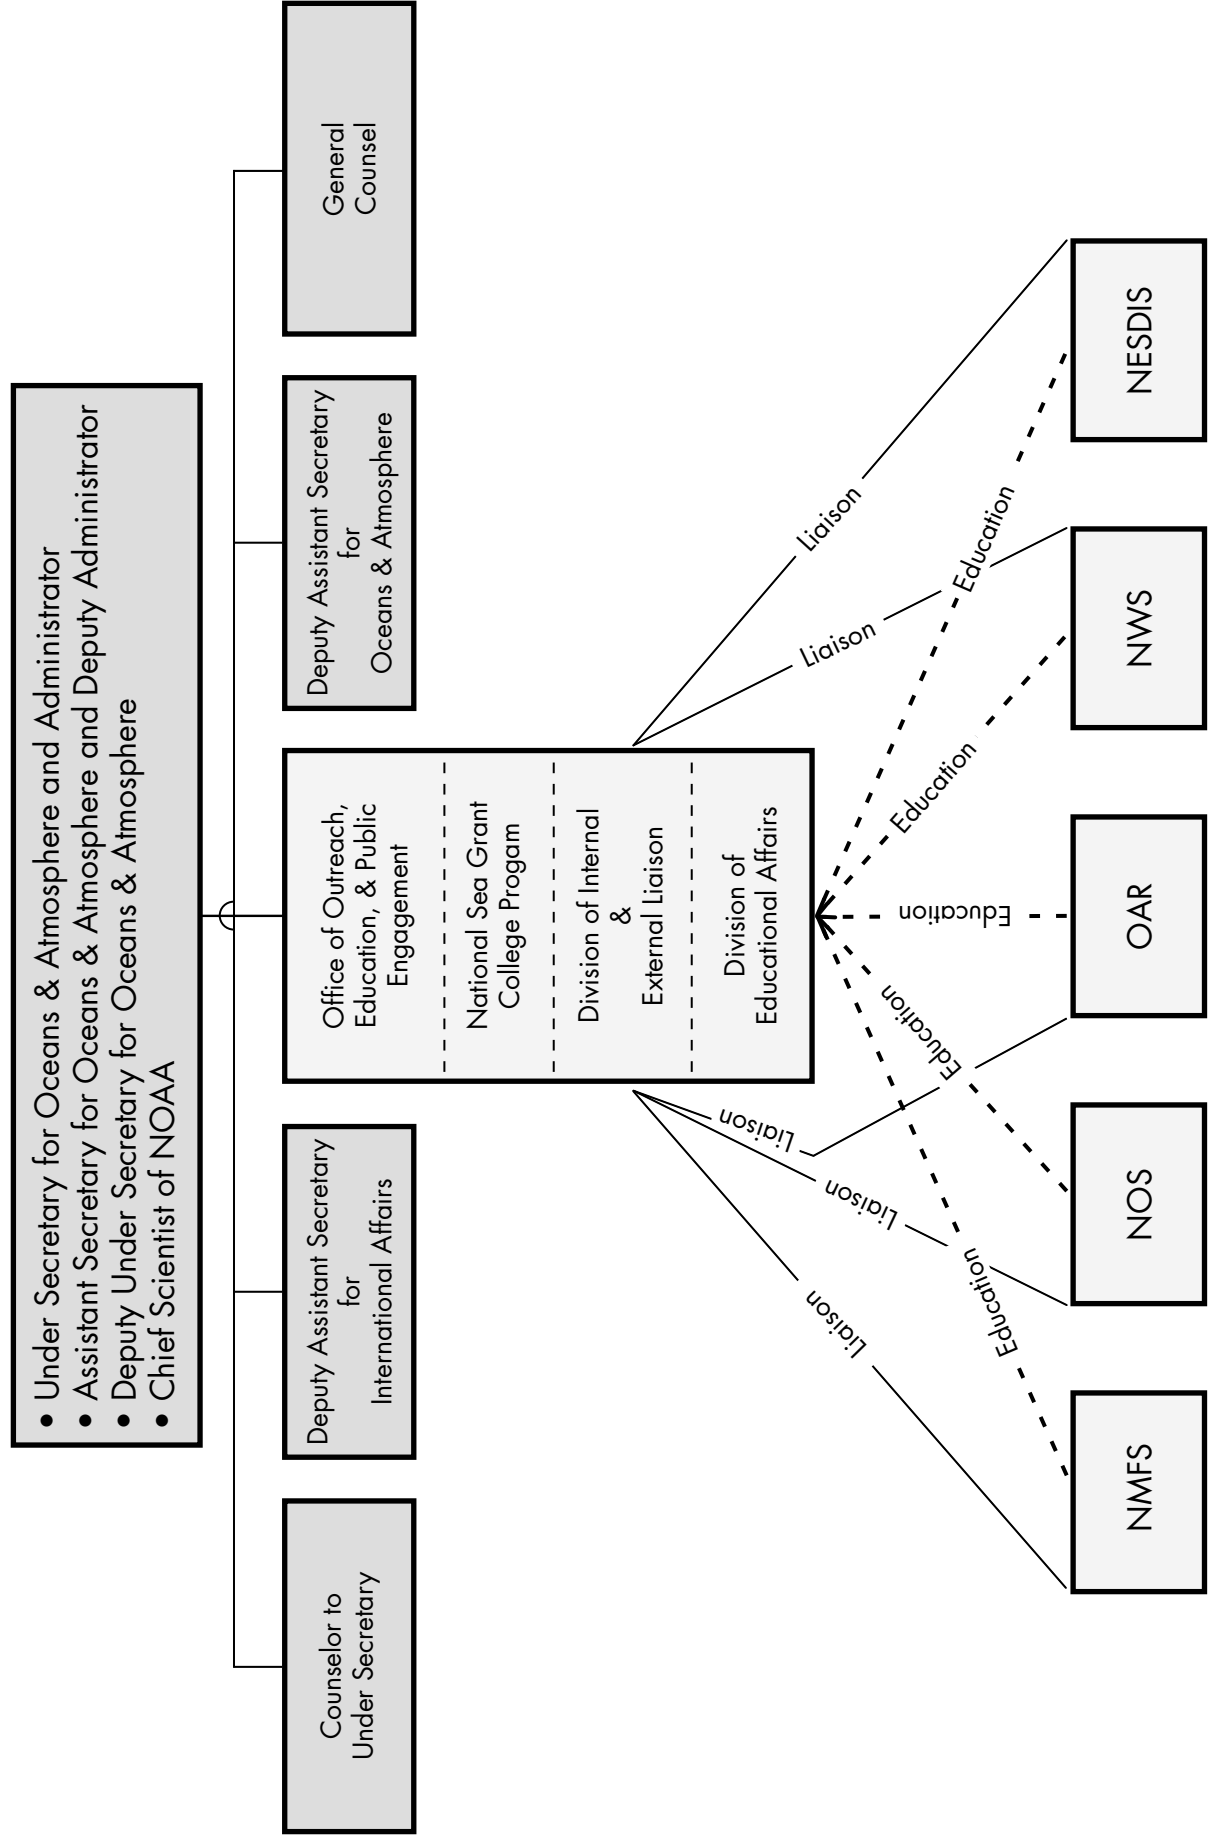 • Under Secretary for Oceans & Atmosphere and Administrator
• Assistant Secretary for Oceans & Atmosphere and Deputy Administrator
• Deputy Under Secretary for Oceans & Atmosphere
• Chief Scientist of NOAA
Counselor to
Under Secretary
Deputy Assistant Secretary
for
International Affairs
Office of Outreach,
Education, & Public
Engagement
National Sea Grant
College Progam
Division of Internal
&
External Liaison
Division of
Educational Affairs
Deputy Assistant Secretary
for
Oceans & Atmosphere
General
Counsel
Liaison
Liaison
Liaison
Liaison
Liaison
Education
Education
Education
Education
Education
NMFS
NOS
OAR
NWS
NESDIS